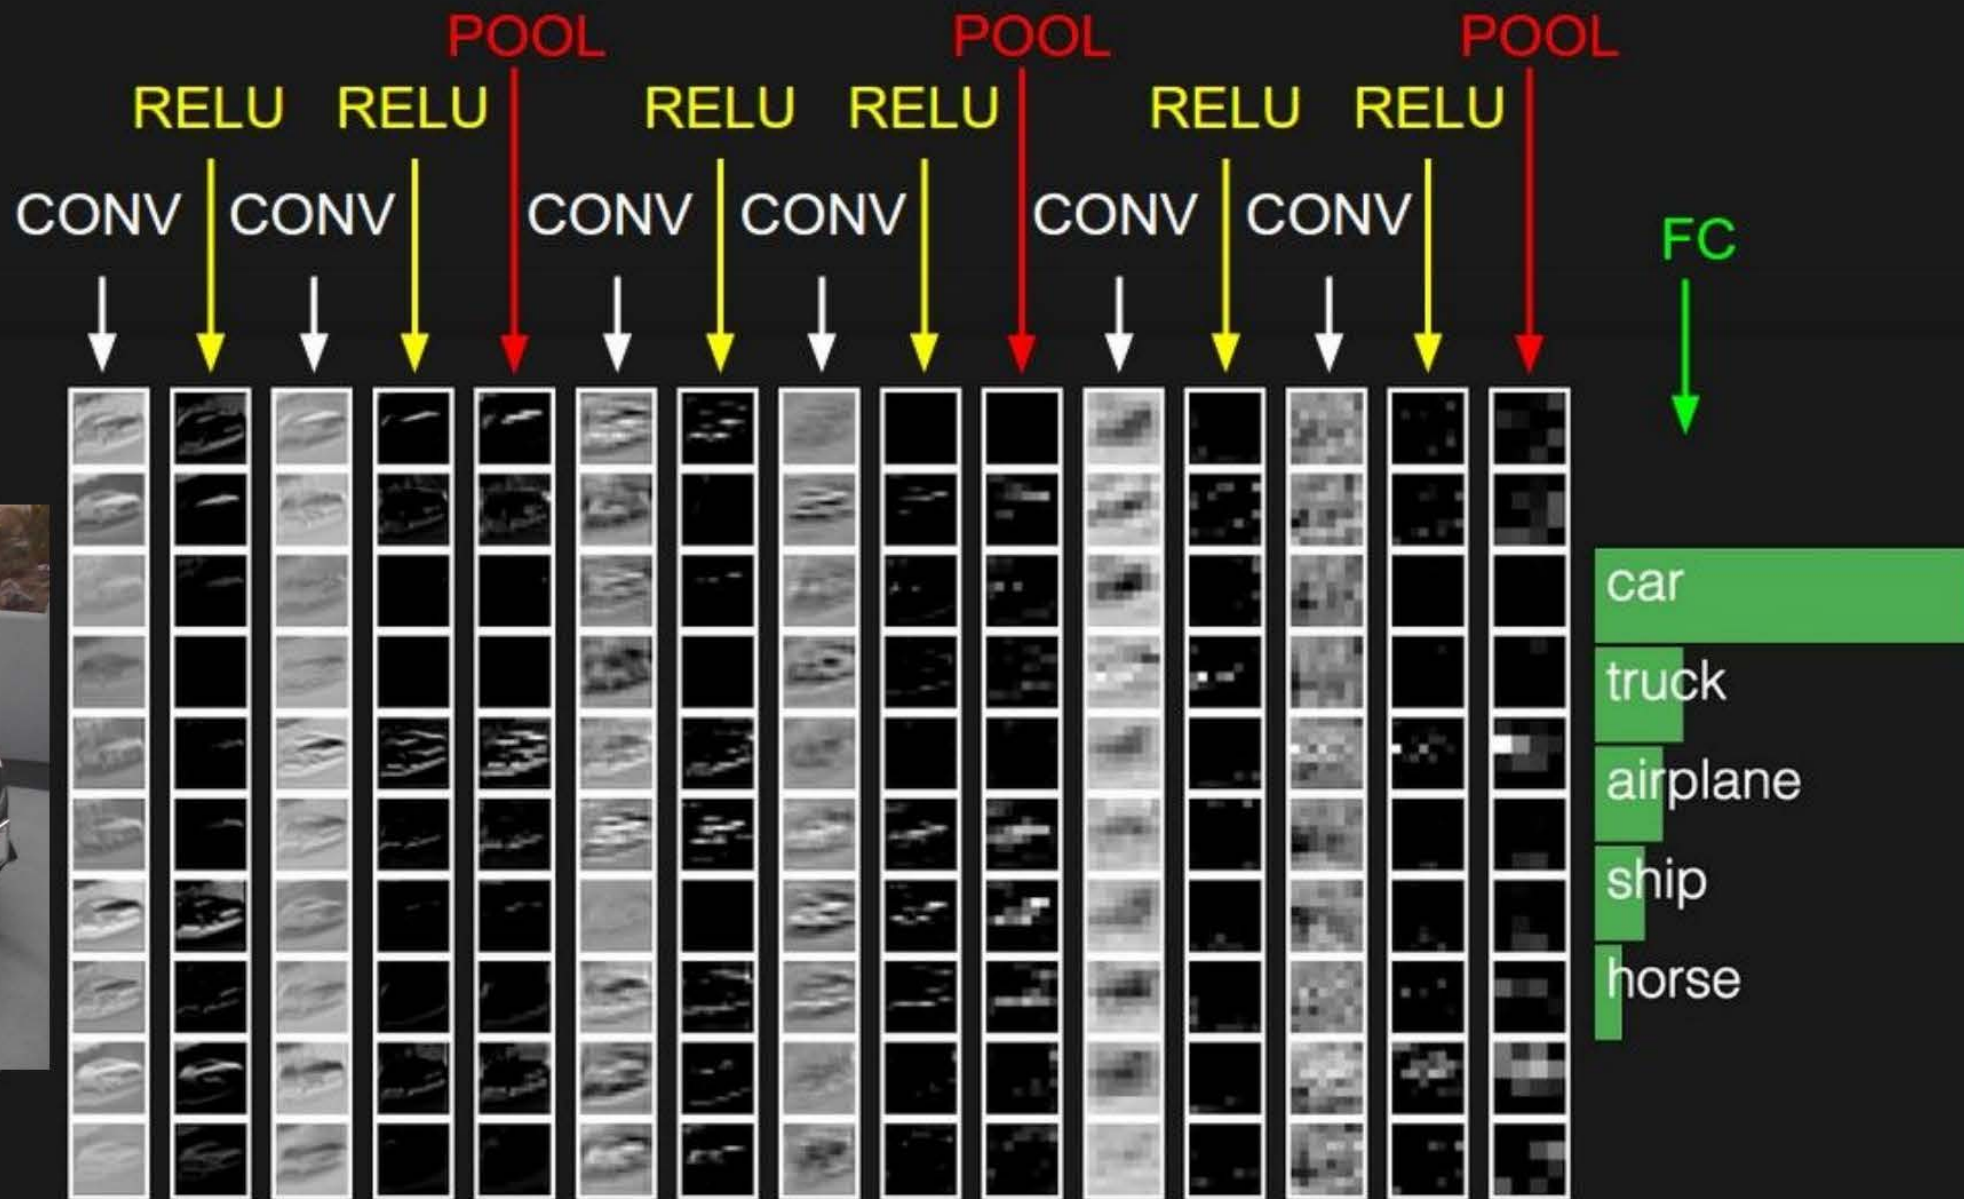 POOL POOL POOL
RELU RELU RELU RELU RELU RELU
CONV CONV CONV CONV CONV CONV
FC
car
truck
airplane
ship
horse